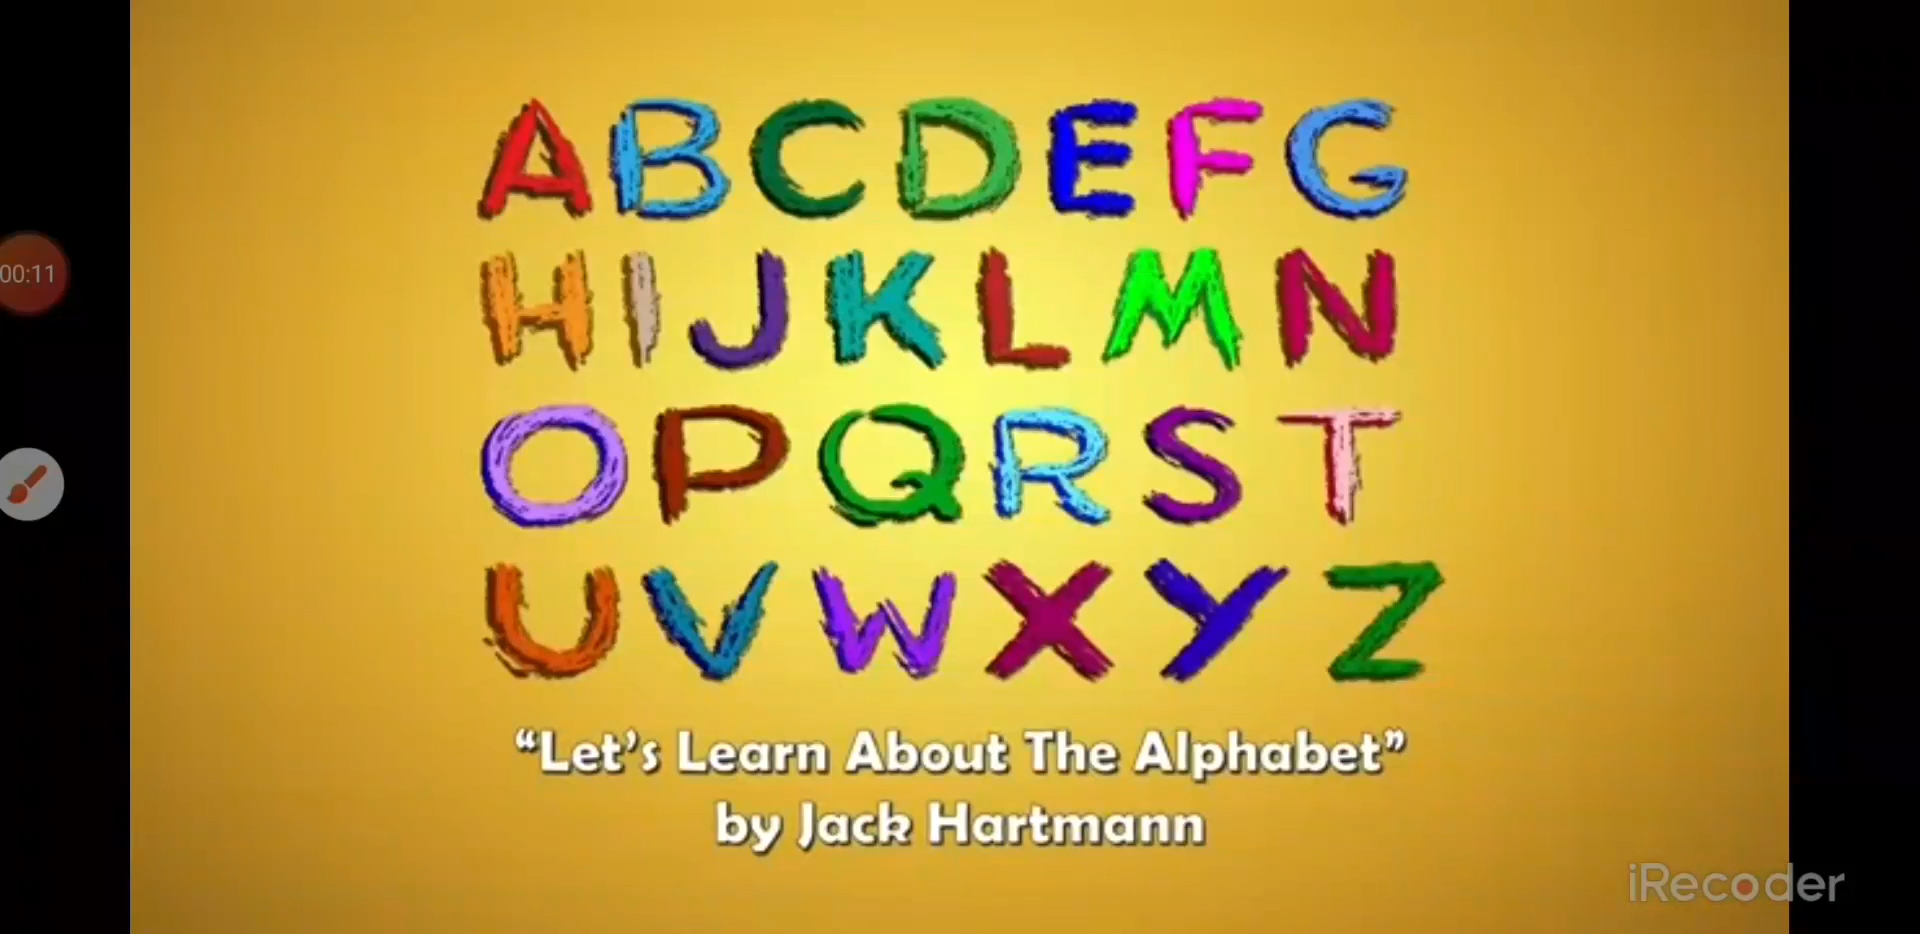 ABCDEFG
HIJKLMN
OPQRST
UVWXYZ
“Let’s Learn About The Alphabet”
by Jack Hartmann
00:11
iRecoder